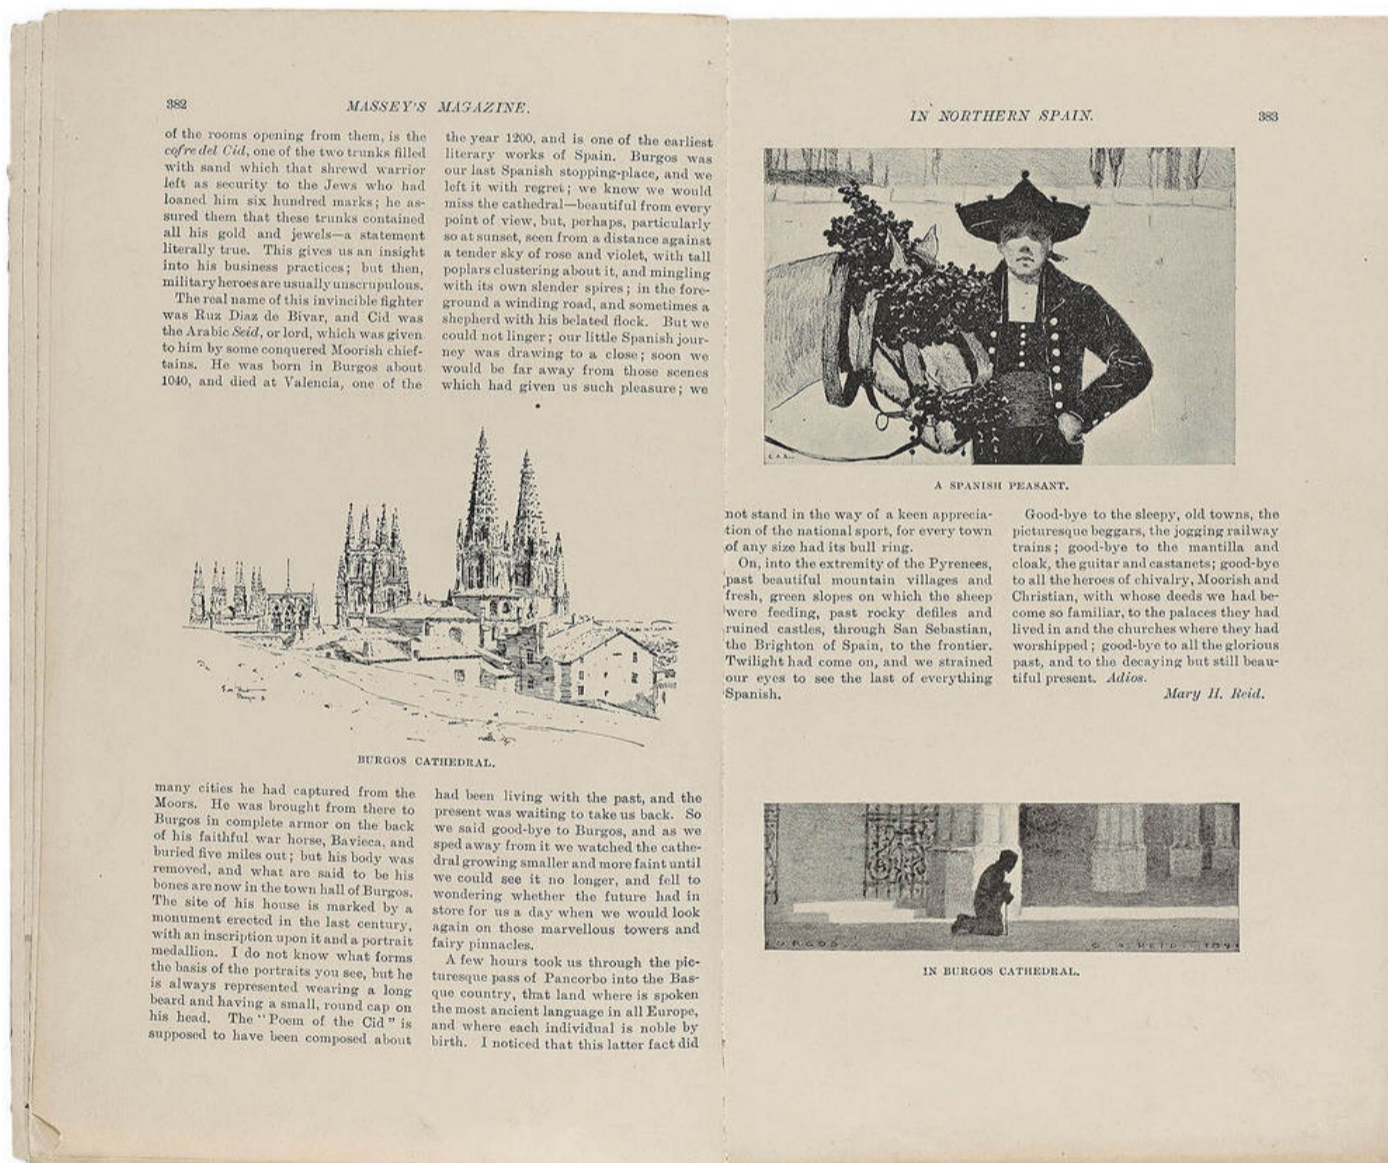 382
MASSEY'S MAGAZINE.
of the rooms opening from them, is the
cofre del Cid, one of the two trunks filled
with sand which that shrewd warrior
left as security to the Jews who had
loaned him six hundred marks; he as-
sured them that these trunks contained
all his gold and jewels—a statement
literally true. This gives us an insight
into his business practices; but then,
military heroes are usually unscrupulous.
The real name of this invincible fighter
was Ruz Diaz de Bivar, and Cid was
the Arabic Seid, or lord, which was given
to him by some conquered Moorish chief-
tains. He was born in Burgos about
1040, and died at Valencia, one of the
the year 1200, and is one of the earliest
literary works of Spain. Burgos was
our last Spanish stopping-place, and we
left it with regret; we knew we would
miss the cathedral—beautiful from every
point of view, but, perhaps, particularly
so at sunset, seen from a distance against
a tender sky of rose and violet, with tall
poplars clustering about it, and mingling
with its own slender spires; in the fore-
ground a winding road, and sometimes a
shepherd with his belated flock. But we
could not linger; our little Spanish jour-
ney was drawing to a close; soon we
would be far away from those scenes
which had given us such pleasure; we
BURGOS CATHEDRAL.
many cities he had captured from the
Moors. He was brought from there to
Burgos in complete armor on the back
of his faithful war horse, Bavieca, and
buried five miles out; but his body was
removed, and what are said to be his
bones are now in the town hall of Burgos.
The site of his house is marked by a
monument erected in the last century,
with an inscription upon it and a portrait
medallion. I do not know what forms
the basis of the portraits you see, but he
is always represented wearing a long
beard and having a small, round cap on
his head. The "Poem of the Cid" is
supposed to have been composed about
had been living with the past, and the
present was waiting to take us back. So
we said good-bye to Burgos, and as we
sped away from it we watched the cathe-
dral growing smaller and more faint until
we could see it no longer, and fell to
wondering whether the future had in
store for us a day when we would look
again on those marvellous towers and
fairy pinnacles.
A few hours took us through the pic-
turesque pass of Pancorbo into the Bas-
que country, that land where is spoken
the most ancient language in all Europe,
and where each individual is noble by
birth. I noticed that this latter fact did
IN NORTHERN SPAIN.
383
A SPANISH PEASANT.
not stand in the way of a keen apprecia-
tion of the national sport, for every town
of any size had its bull ring.
On, into the extremity of the Pyrenees,
past beautiful mountain villages and
fresh, green slopes on which the sheep
were feeding, past rocky defiles and
ruined castles, through San Sebastian,
the Brighton of Spain, to the frontier.
Twilight had come on, and we strained
our eyes to see the last of everything
Spanish.
Good-bye to the sleepy, old towns, the
picturesque beggars, the jogging railway
trains; good-bye to the mantilla and
cloak, the guitar and castanets; good-bye
to all the heroes of chivalry, Moorish and
Christian, with whose deeds we had be-
come so familiar, to the palaces they had
lived in and the churches where they had
worshipped; good-bye to all the glorious
past, and to the decaying but still beau-
tiful present. Adios.
Mary H. Reid.
IN BURGOS CATHEDRAL.